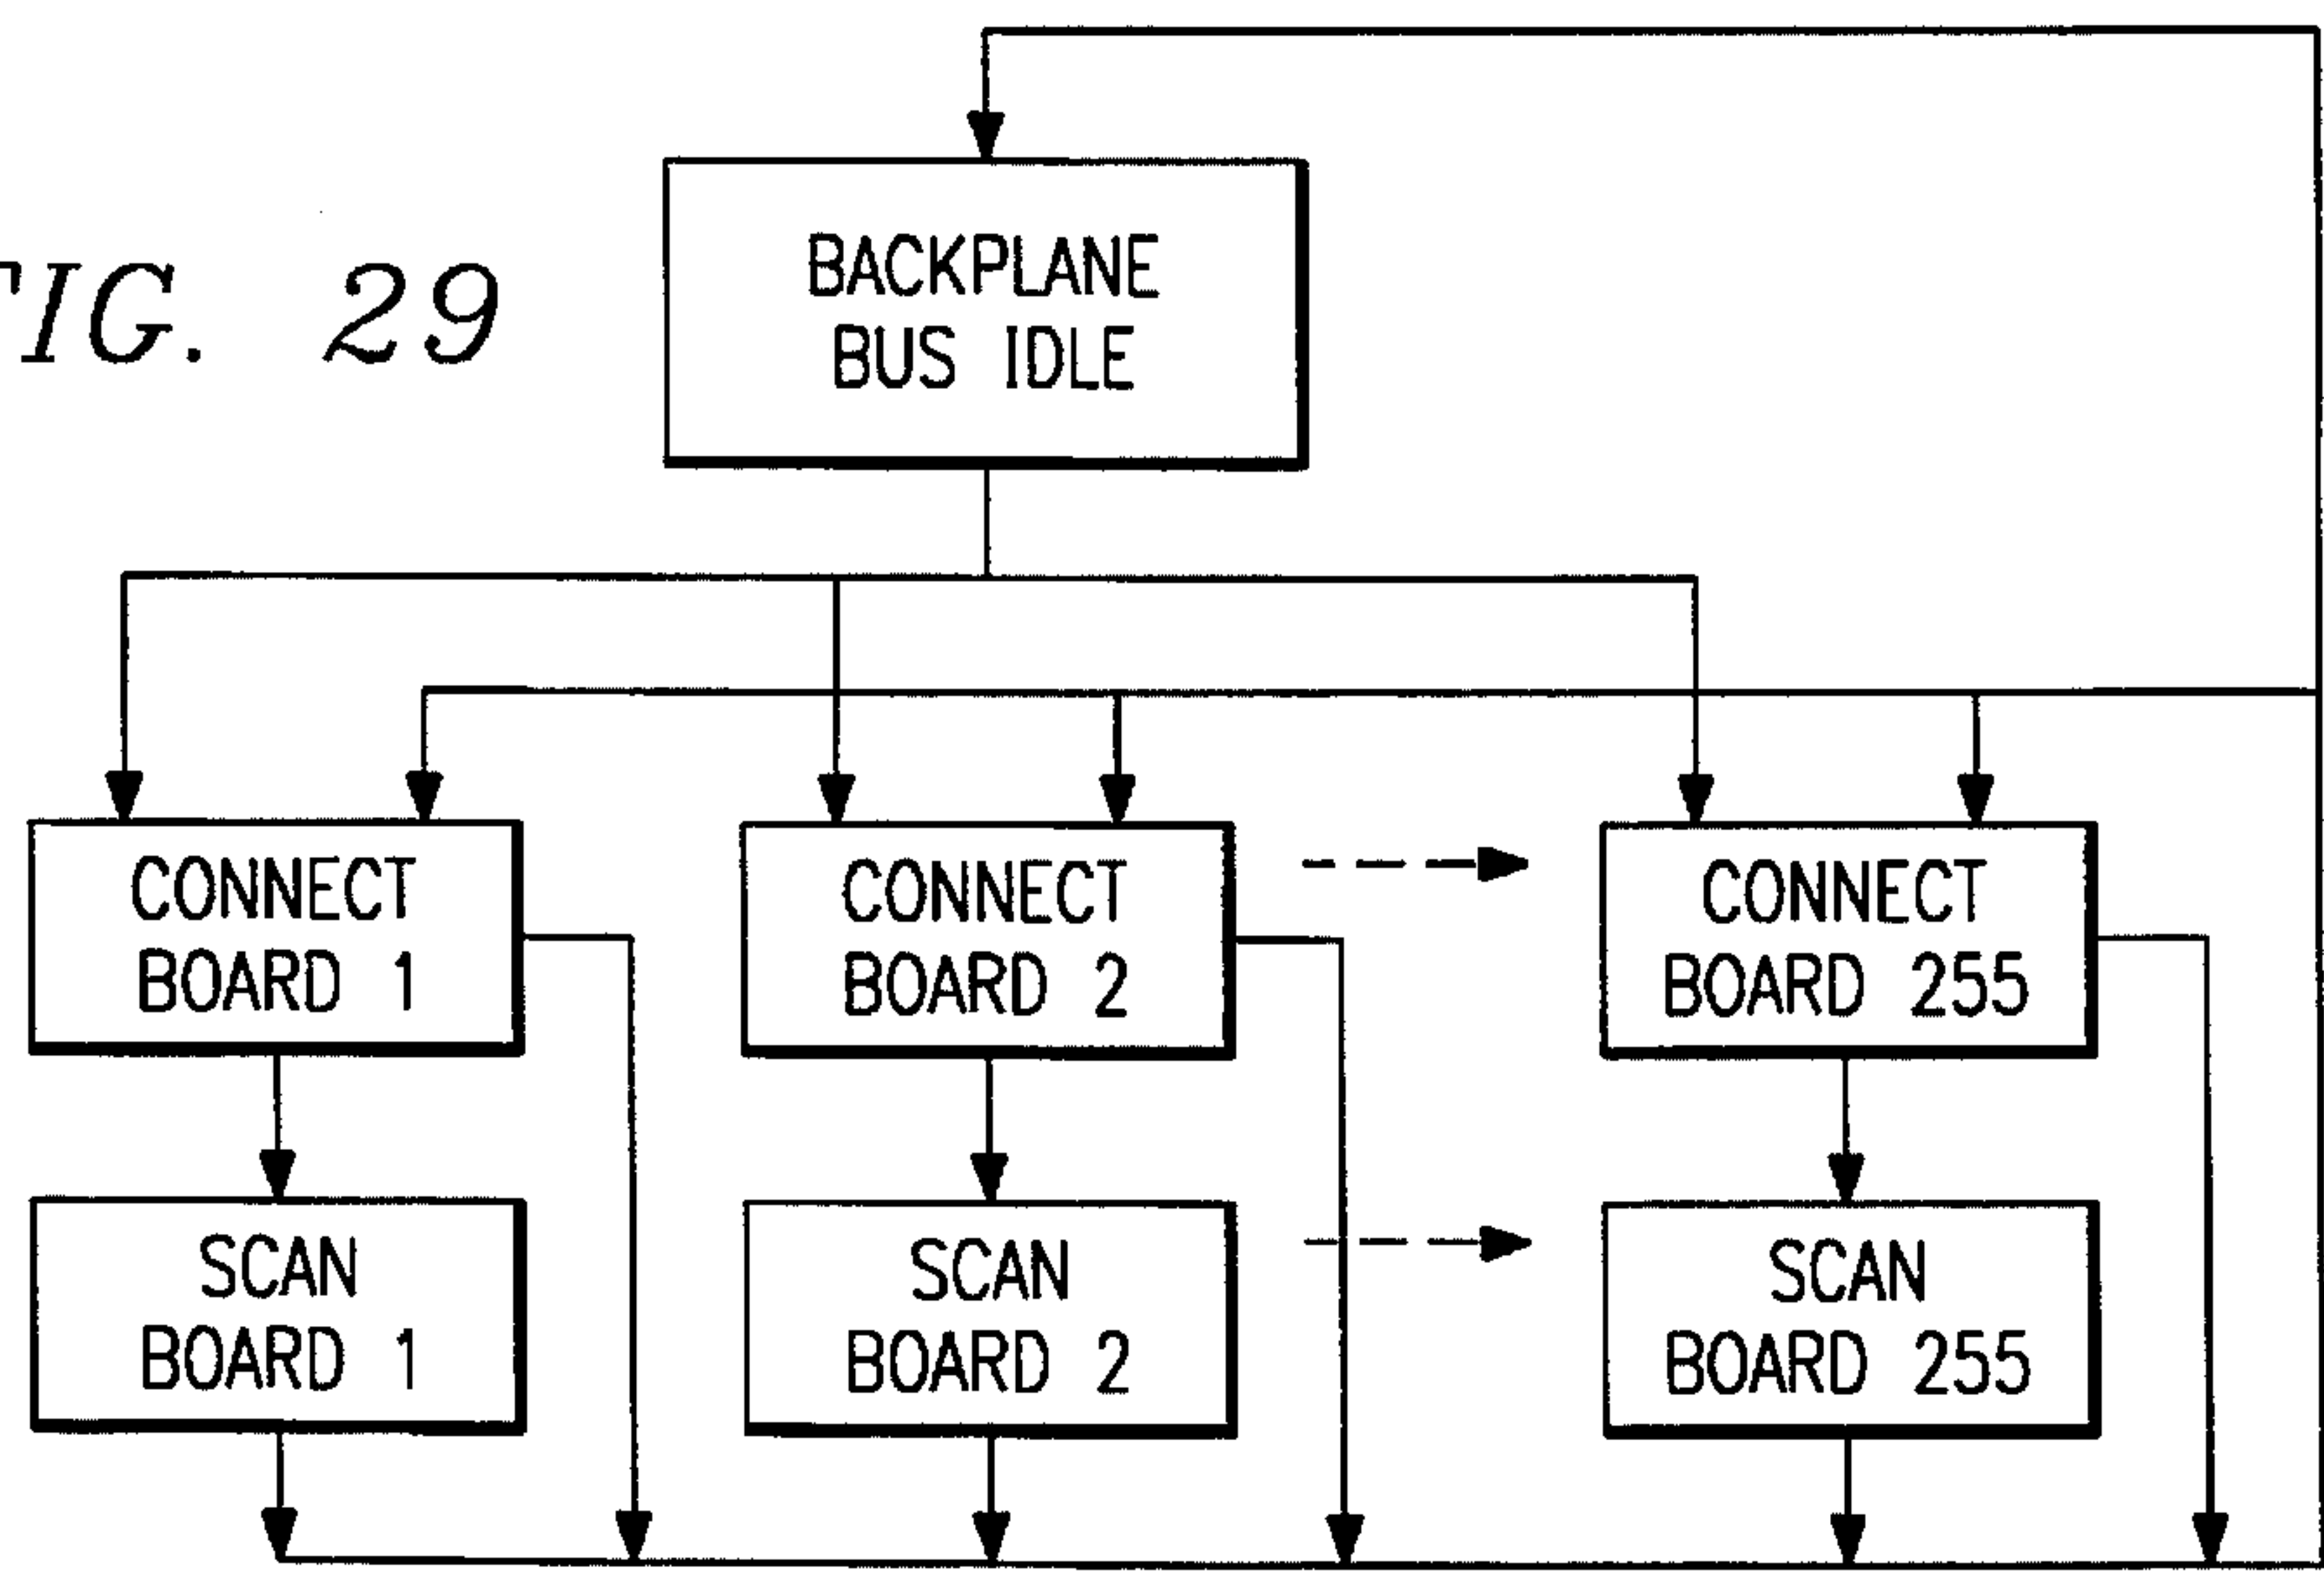 FIG. 29
BACKPLANE
BUS IDLE
CONNECT
BOARD 1
CONNECT
BOARD 2
CONNECT
BOARD 255
SCAN
BOARD 1
SCAN
BOARD 2
SCAN
BOARD 255